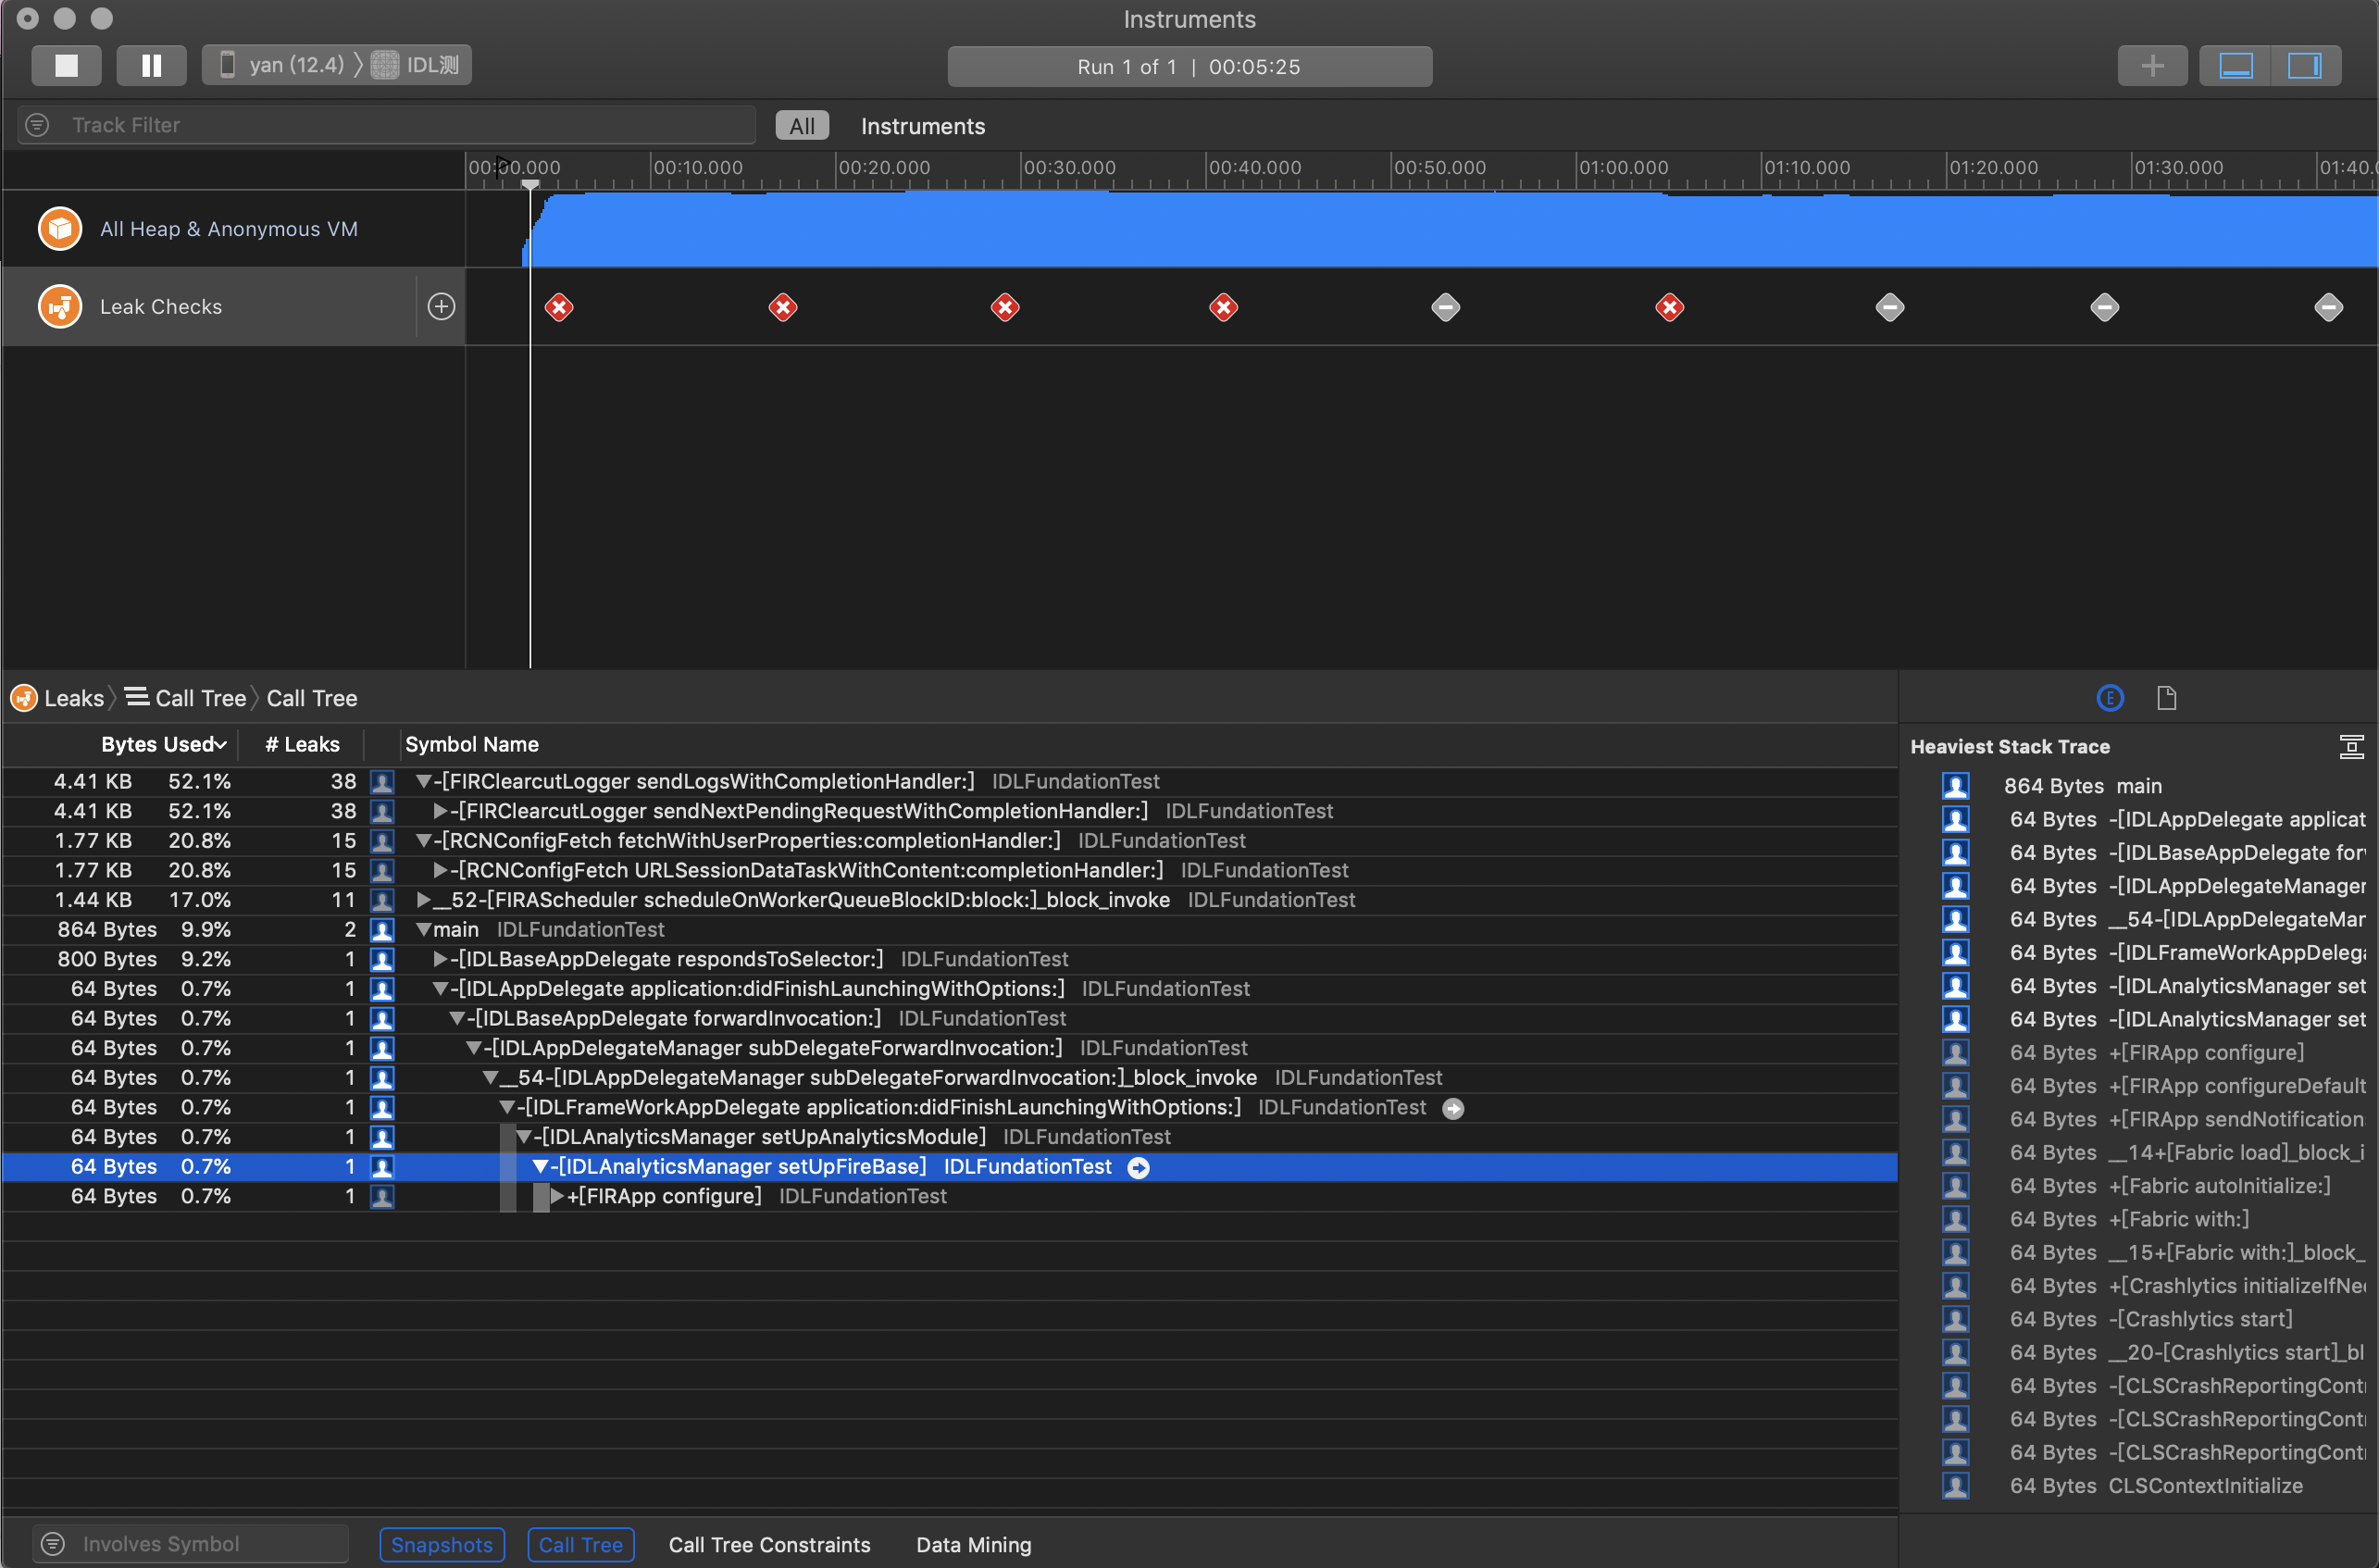 Instruments
yan (12.4) 〉 IDL测
Run 1 of 1 | 00:05:25
Track Filter
All Instruments
00:00.000 00:10.000 00:20.000 00:30.000 00:40.000 00:50.000 01:00.000 01:10.000 01:20.000 01:30.0 01:40.
All Heap & Anonymous VM
Leak Checks
Leaks 〉 Call Tree 〉 Call Tree
Bytes Used # Leaks Symbol Name
4.41 KB 52.1% 38 -[FIRClearcutLogger sendLogsWithCompletionHandler:] IDLFundationTest
4.41 KB 52.1% 38 -[FIRClearcutLogger sendNextPendingRequestWithCompletionHandler:] IDLFundationTest
1.77 KB 20.8% 15 -[RCNConfigFetch fetchWithUserProperties:completionHandler:] IDLFundationTest
1.77 KB 20.8% 15 -[RCNConfigFetch URLSessionDataTaskWithContent:completionHandler:] IDLFundationTest
1.44 KB 17.0% 11 __52-[FIRAScheduler scheduleOnWorkerQueueBlockID:block:]_block_invoke IDLFundationTest
864 Bytes 9.9% 2 main IDLFundationTest
800 Bytes 9.2% 1 -[IDLBaseAppDelegate respondsToSelector:] IDLFundationTest
64 Bytes 0.7% 1 -[IDLAppDelegate application:didFinishLaunchingWithOptions:] IDLFundationTest
64 Bytes 0.7% 1 -[IDLBaseAppDelegate forwardInvocation:] IDLFundationTest
64 Bytes 0.7% 1 -[IDLAppDelegateManager subDelegateForwardInvocation:] IDLFundationTest
64 Bytes 0.7% 1 __54-[IDLAppDelegateManager subDelegateForwardInvocation:]_block_invoke IDLFundationTest
64 Bytes 0.7% 1 -[IDLFrameWorkAppDelegate application:didFinishLaunchingWithOptions:] IDLFundationTest
64 Bytes 0.7% 1 -[IDLAnalyticsManager setUpAnalyticsModule] IDLFundationTest
64 Bytes 0.7% 1 -[IDLAnalyticsManager setUpFireBase] IDLFundationTest
64 Bytes 0.7% 1 +[FIRApp configure] IDLFundationTest
Heaviest Stack Trace
864 Bytes main
64 Bytes -[IDLAppDelegate applicat
64 Bytes -[IDLBaseAppDelegate for
64 Bytes -[IDLAppDelegateManager
64 Bytes __54-[IDLAppDelegateMan
64 Bytes -[IDLFrameWorkAppDelega
64 Bytes -[IDLAnalyticsManager set
64 Bytes -[IDLAnalyticsManager set
64 Bytes +[FIRApp configure]
64 Bytes +[FIRApp configureDefault
64 Bytes +[FIRApp sendNotification
64 Bytes __14+[Fabric load]_block_i
64 Bytes +[Fabric autoInitialize:]
64 Bytes +[Fabric with:]
64 Bytes __15+[Fabric with:]_block_
64 Bytes +[Crashlytics initializeIfNee
64 Bytes -[Crashlytics start]
64 Bytes __20-[Crashlytics start]_bl
64 Bytes -[CLSCrashReportingContr
64 Bytes -[CLSCrashReportingContr
64 Bytes -[CLSCrashReportingContr
64 Bytes CLSContextInitialize
Involves Symbol Snapshots Call Tree Call Tree Constraints Data Mining